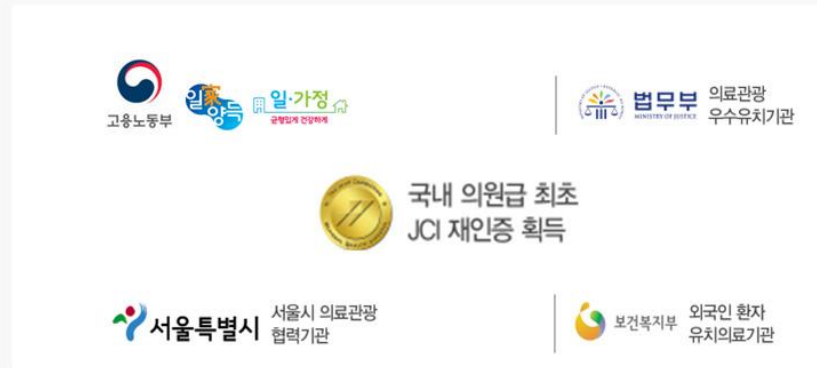 고용노동부
일家양득
일·가정
균형있게 건강하게
법무부
MINISTRY OF JUSTICE
의료관광
우수유치기관
국내 의원급 최초
JCI 재인증 획득
서울특별시
서울시 의료관광
협력기관
보건복지부
외국인 환자
유치의료기관